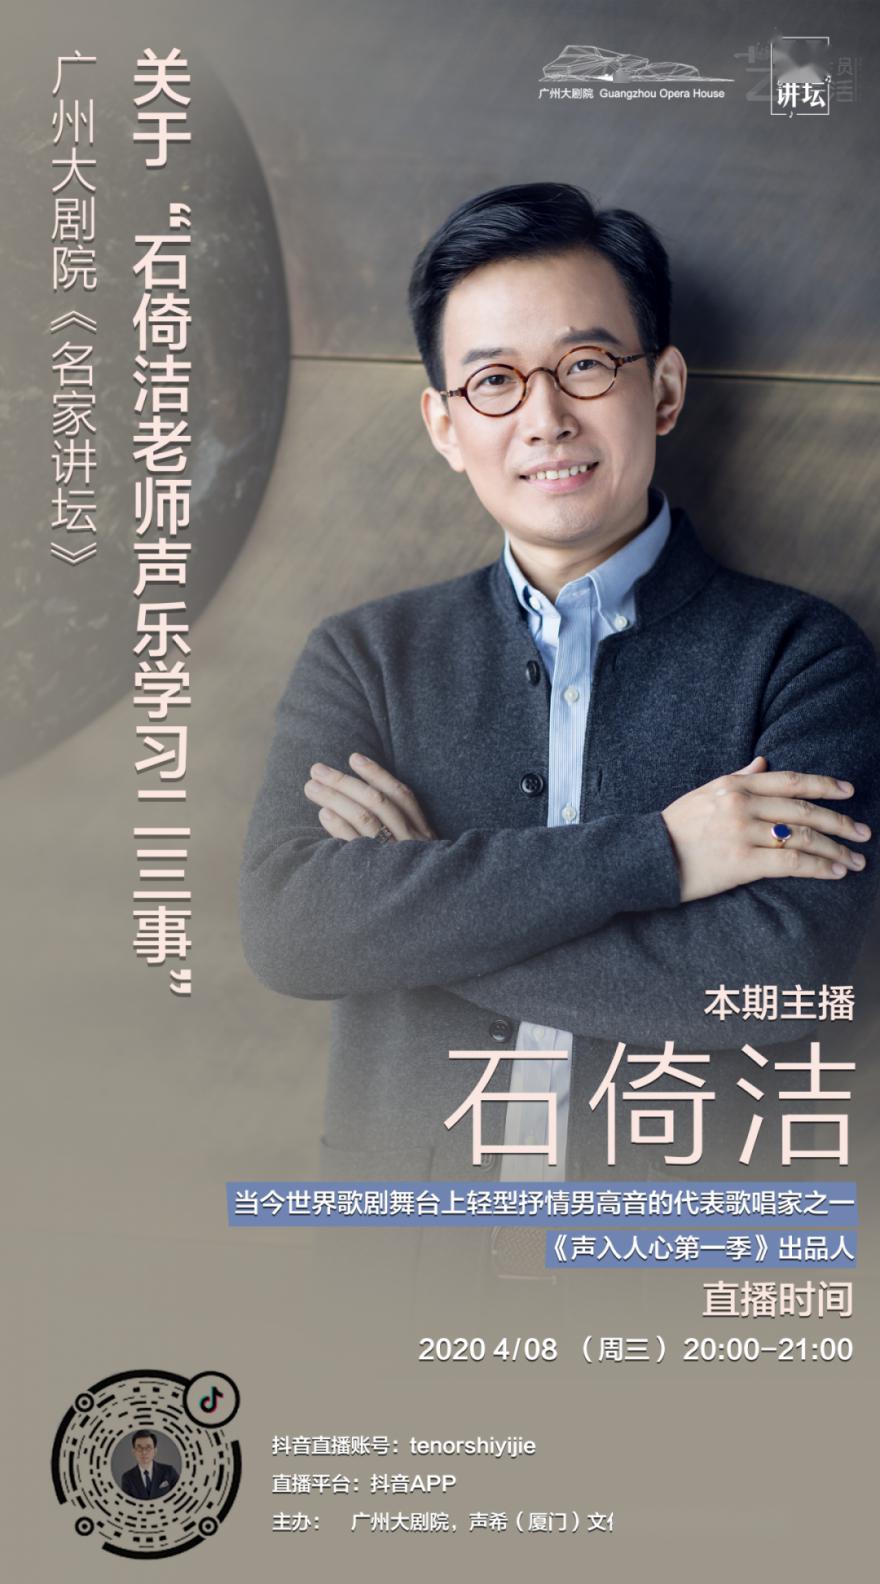 广州大剧院 Guangzhou Opera House
讲坛
关于“石倚洁老师声乐学习二三事”
广州大剧院《名家讲坛》
本期主播
石倚洁
当今世界歌剧舞台上轻型抒情男高音的代表歌唱家之一
《声入人心第一季》出品人
直播时间
2020 4/08 （周三）20:00-21:00
抖音直播账号：tenorshiyijie
直播平台：抖音APP
主办： 广州大剧院，声希（厦门）文